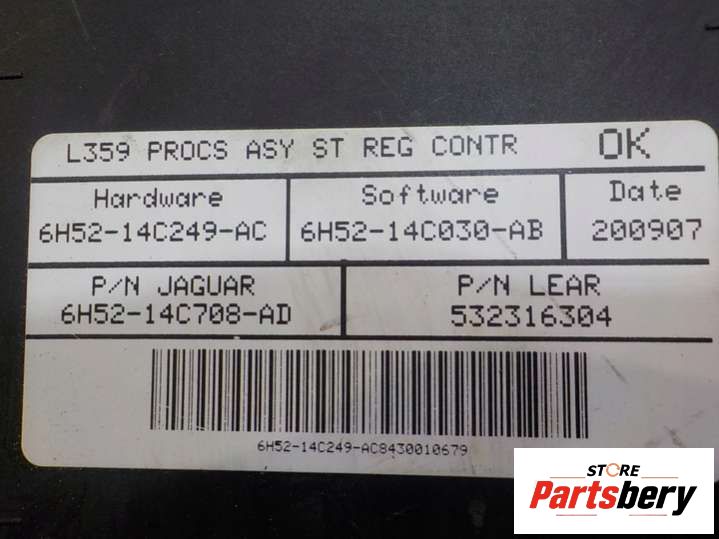 L359 PROCS ASY ST REG CONTR OK
Hardware Software Date
6H52-14C249-AC 6H52-14C030-AB 200907
P/N JAGUAR P/N LEAR
6H52-14C708-AD 532316304
6H52-14C249-AC8430010679
STORE
Partsbery